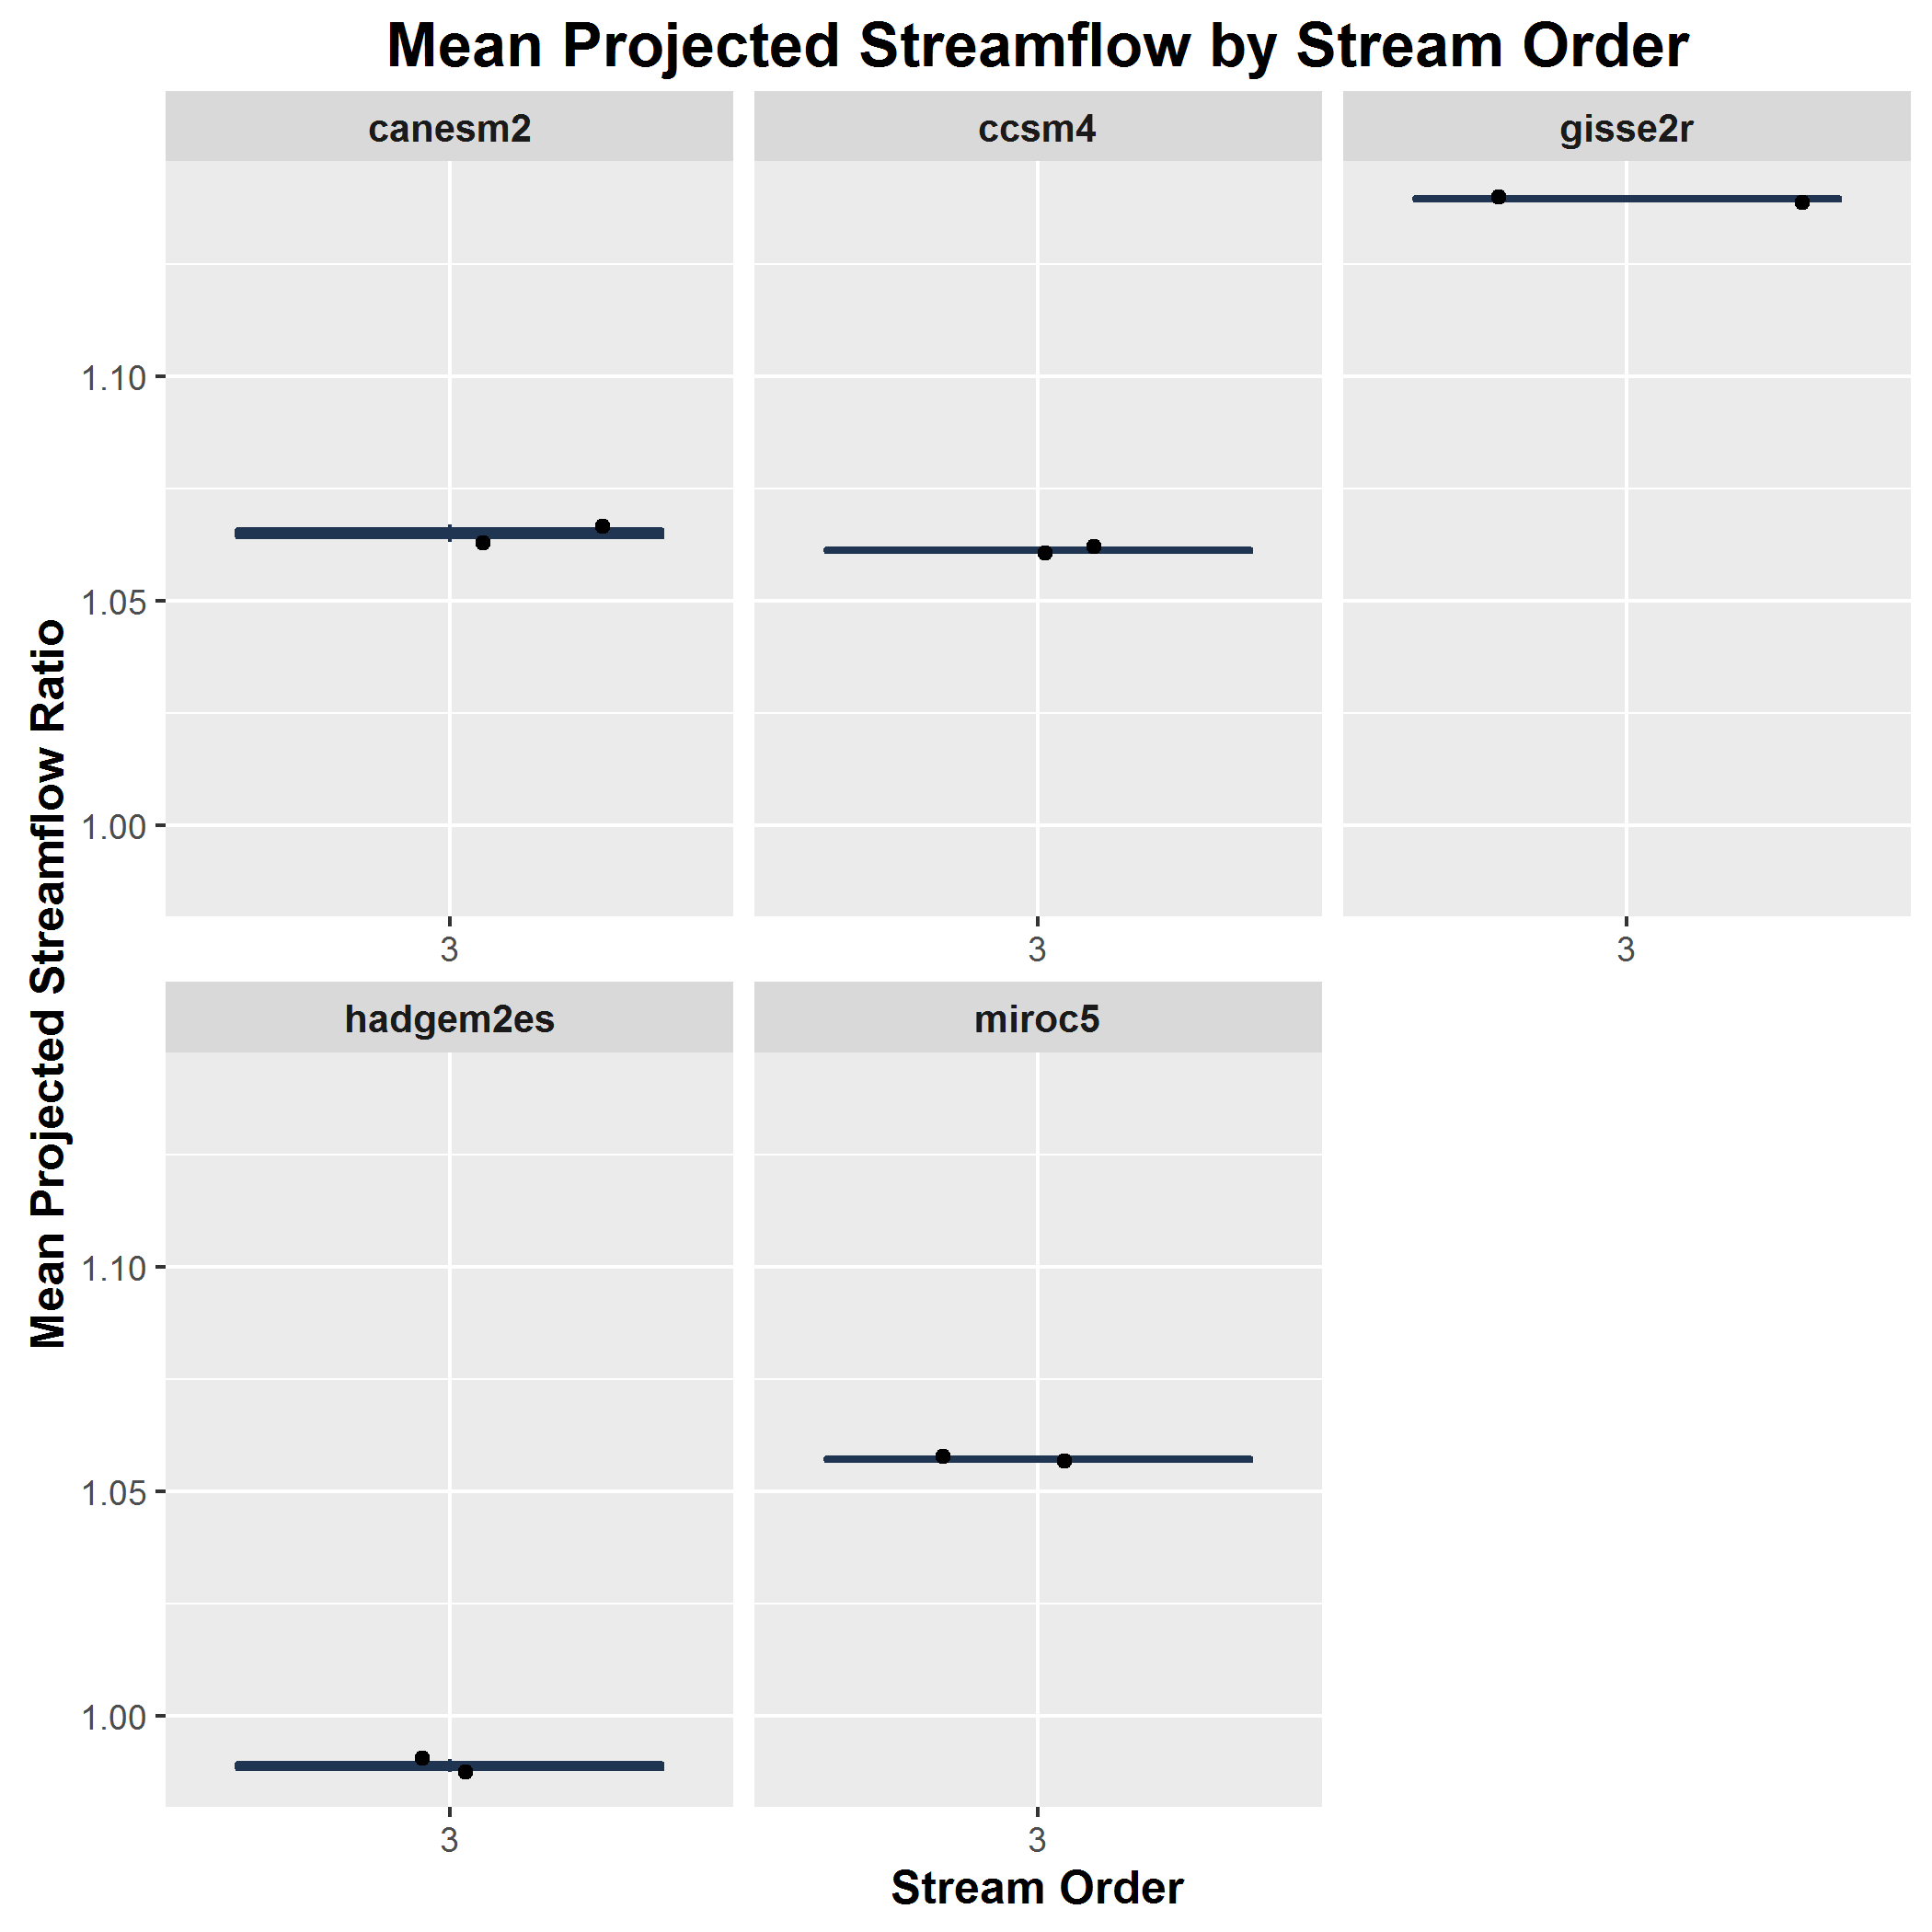 Mean Projected Streamflow by Stream Order
canesm2
ccsm4
gisse2r
1.10
1.05
1.00
3
3
3
hadgem2es
miroc5
1.10
1.05
1.00
3
3
Mean Projected Streamflow Ratio
Stream Order